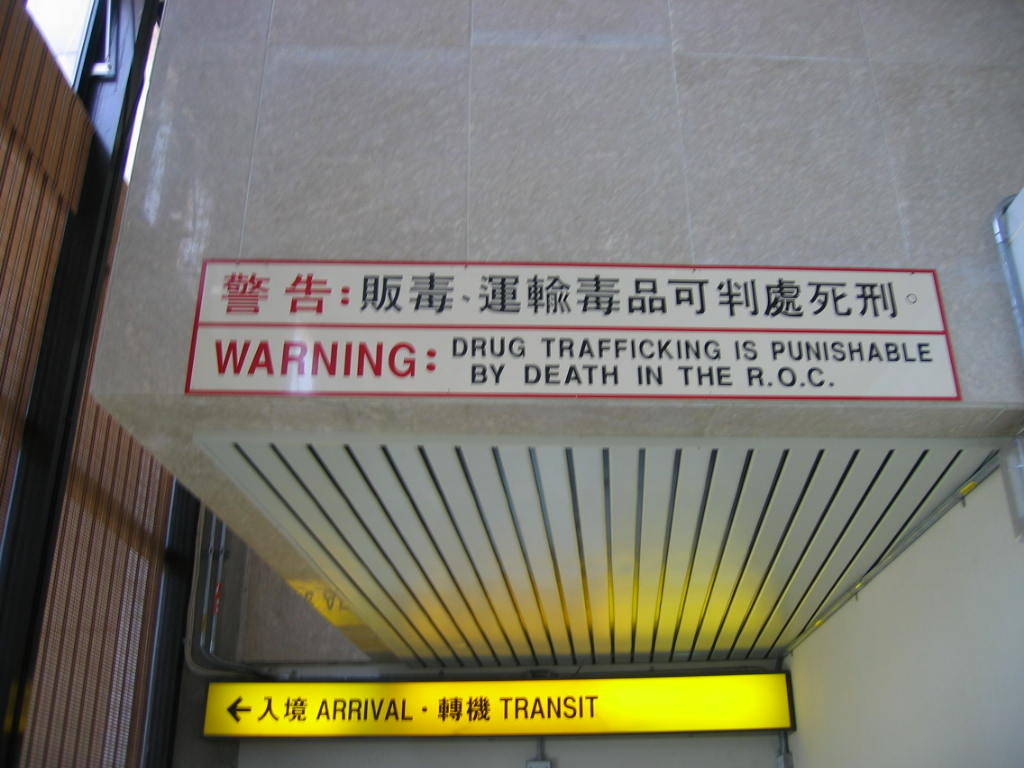 警告:販毒、運輸毒品可判處死刑。
WARNING: DRUG TRAFFICKING IS PUNISHABLE
BY DEATH IN THE R.O.C.
← 入境 ARRIVAL · 轉機 TRANSIT